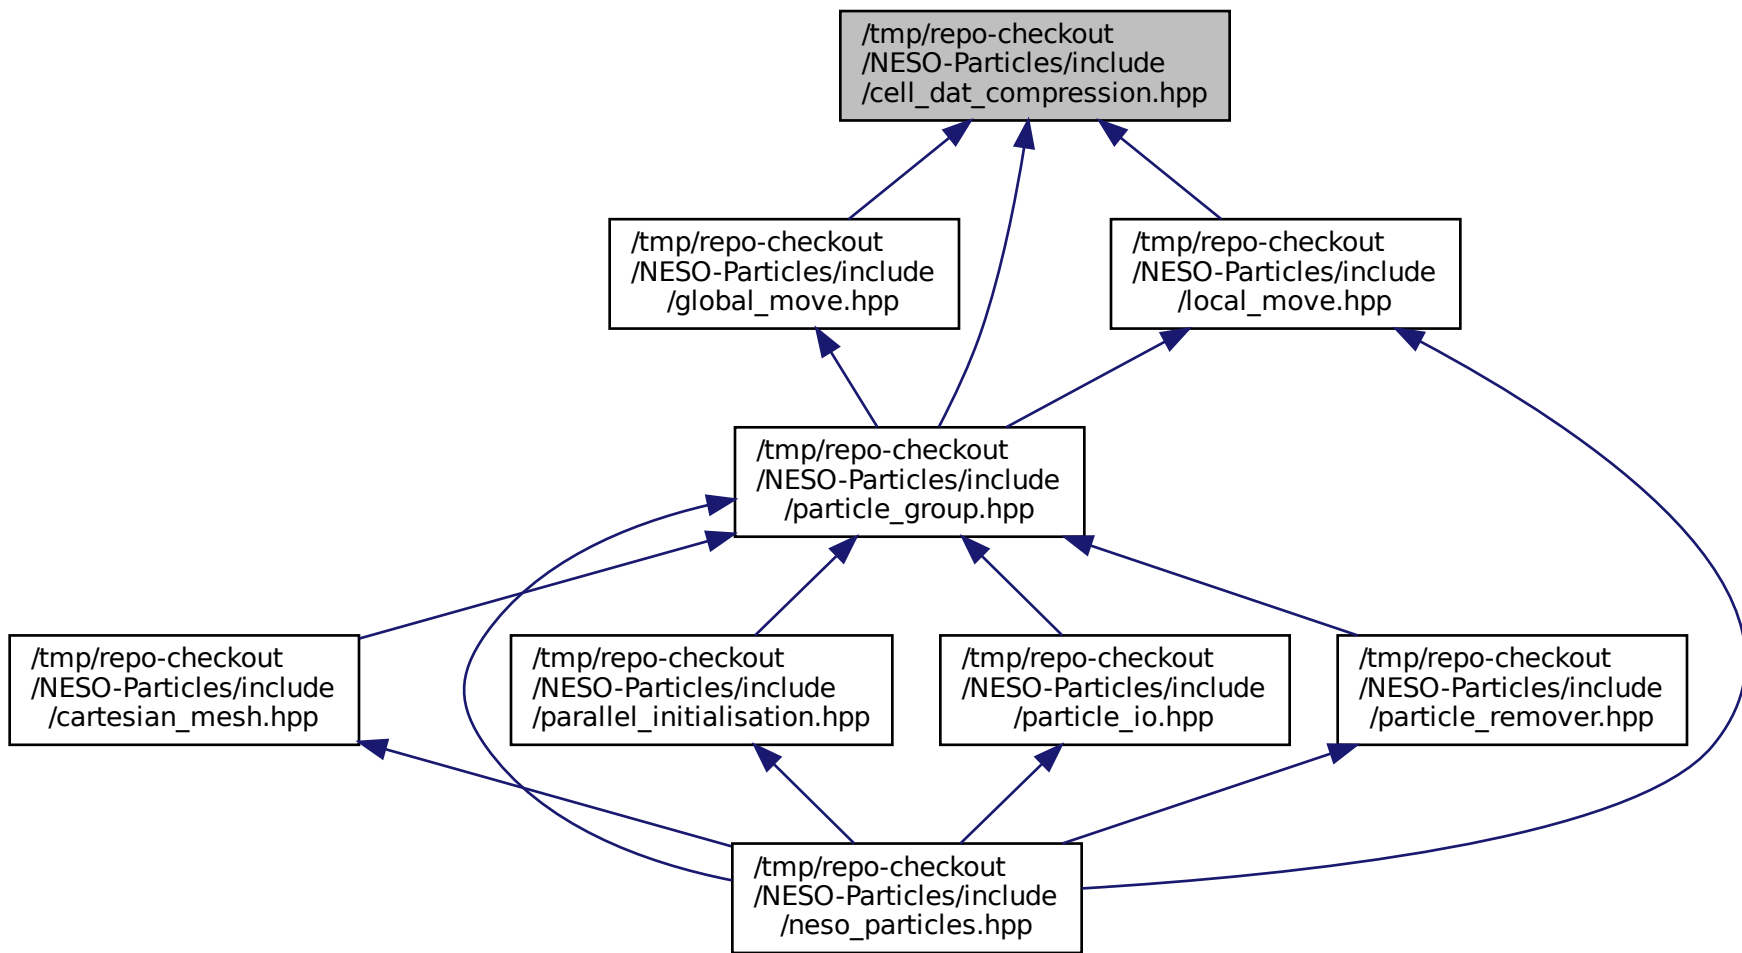 /tmp/repo-checkout
/NESO-Particles/include
/cell_dat_compression.hpp
/tmp/repo-checkout
/NESO-Particles/include
/global_move.hpp
/tmp/repo-checkout
/NESO-Particles/include
/local_move.hpp
/tmp/repo-checkout
/NESO-Particles/include
/particle_group.hpp
/tmp/repo-checkout
/NESO-Particles/include
/cartesian_mesh.hpp
/tmp/repo-checkout
/NESO-Particles/include
/parallel_initialisation.hpp
/tmp/repo-checkout
/NESO-Particles/include
/particle_io.hpp
/tmp/repo-checkout
/NESO-Particles/include
/particle_remover.hpp
/tmp/repo-checkout
/NESO-Particles/include
/neso_particles.hpp